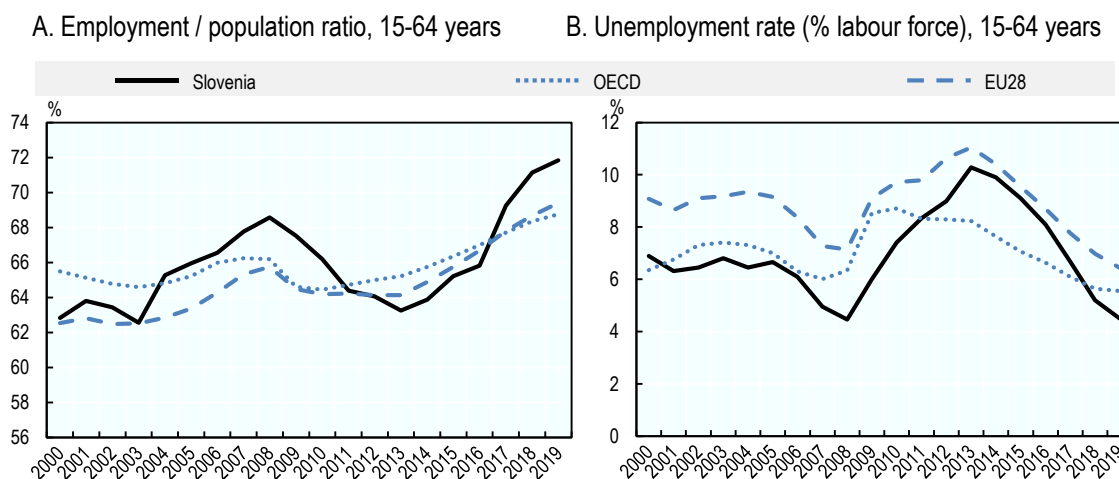 A. Employment / population ratio, 15-64 years
B. Unemployment rate (% labour force), 15-64 years
Slovenia
OECD
EU28
%
74
72
70
68
66
64
62
60
58
56
2000 2001 2002 2003 2004 2005 2006 2007 2008 2009 2010 2011 2012 2013 2014 2015 2016 2017 2018 2019
%
12
10
8
6
4
2
0
2000 2001 2002 2003 2004 2005 2006 2007 2008 2009 2010 2011 2012 2013 2014 2015 2016 2017 2018 2019